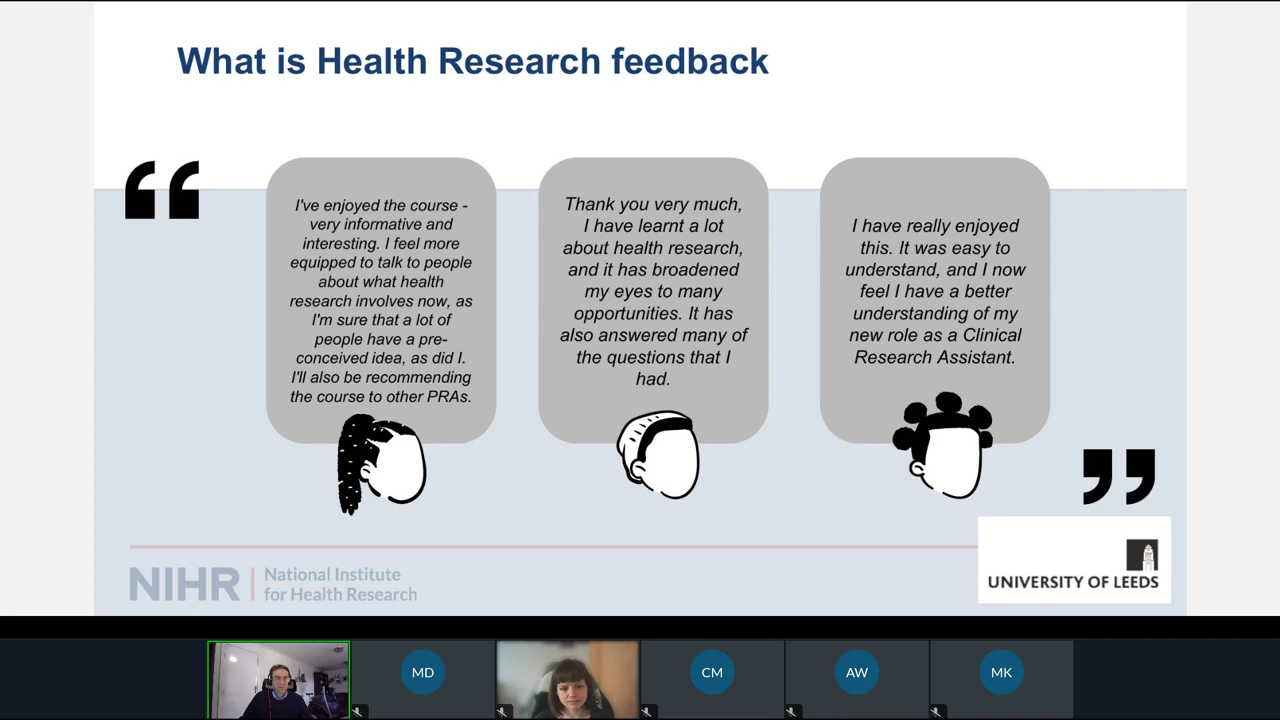 What is Health Research feedback
“
I've enjoyed the course -
very informative and
interesting. I feel more
equipped to talk to people
about what health
research involves now, as
I'm sure that a lot of
people have a pre-
conceived idea, as did I.
I'll also be recommending
the course to other PRAs.
Thank you very much,
I have learnt a lot
about health research,
and it has broadened
my eyes to many
opportunities. It has
also answered many of
the questions that I
had.
I have really enjoyed
this. It was easy to
understand, and I now
feel I have a better
understanding of my
new role as a Clinical
Research Assistant.
”
NIHR | National Institute
for Health Research
UNIVERSITY OF LEEDS
MD
CM
AW
MK